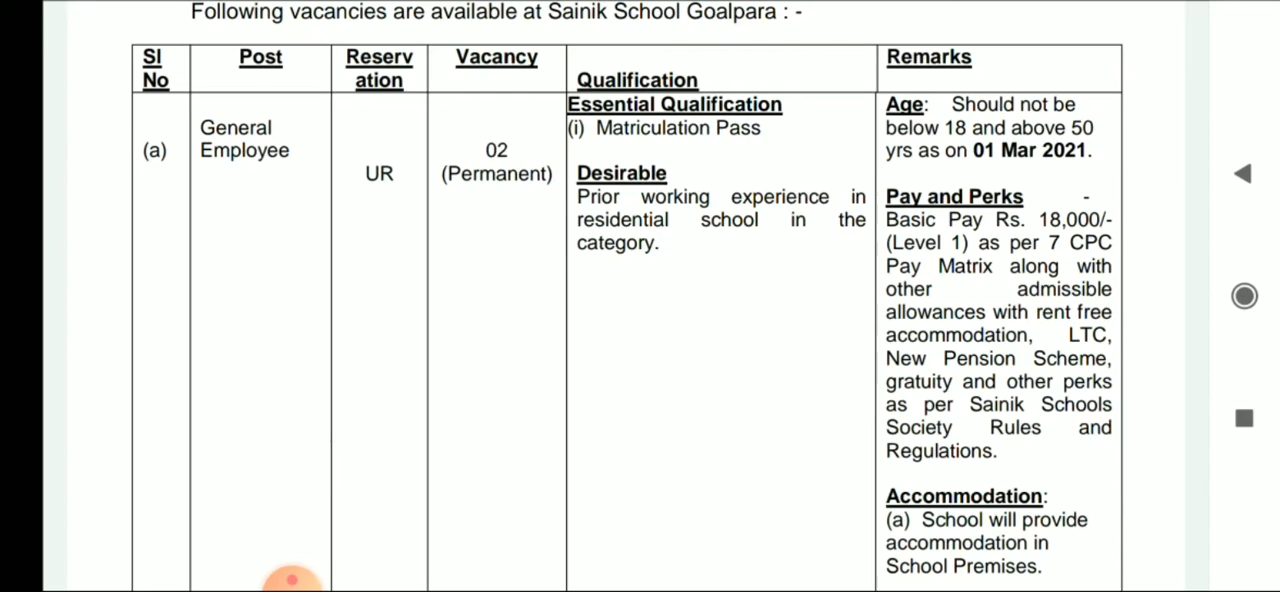 Following vacancies are available at Sainik School Goalpara : -
Sl No
Post
Reserv ation
Vacancy
Qualification
Remarks
(a)
General
Employee
UR
02
(Permanent)
Essential Qualification
(i) Matriculation Pass
Desirable
Prior working experience in
residential school in the
category.
Age: Should not be
below 18 and above 50
yrs as on 01 Mar 2021.
Pay and Perks -
Basic Pay Rs. 18,000/-
(Level 1) as per 7 CPC
Pay Matrix along with
other admissible
allowances with rent free
accommodation, LTC,
New Pension Scheme,
gratuity and other perks
as per Sainik Schools
Society Rules and
Regulations.
Accommodation:
(a) School will provide
accommodation in
School Premises.